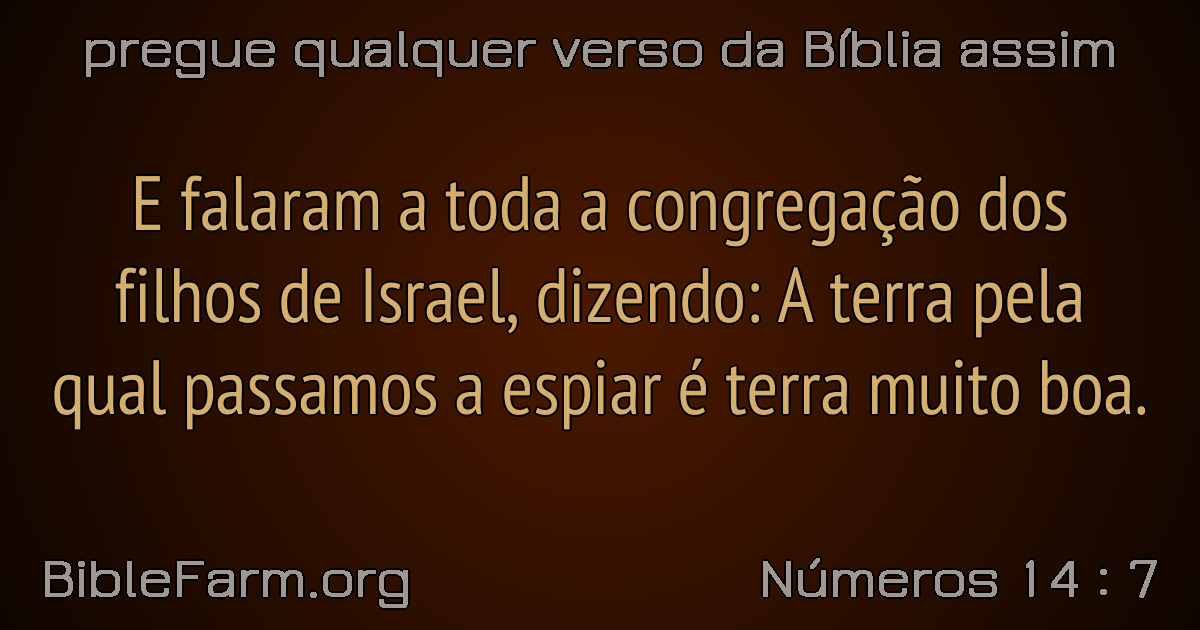 pregue qualquer verso da Bíblia assim
E falaram a toda a congregação dos
filhos de Israel, dizendo: A terra pela
qual passamos a espiar é terra muito boa.
BibleFarm.org
Números 14 : 7